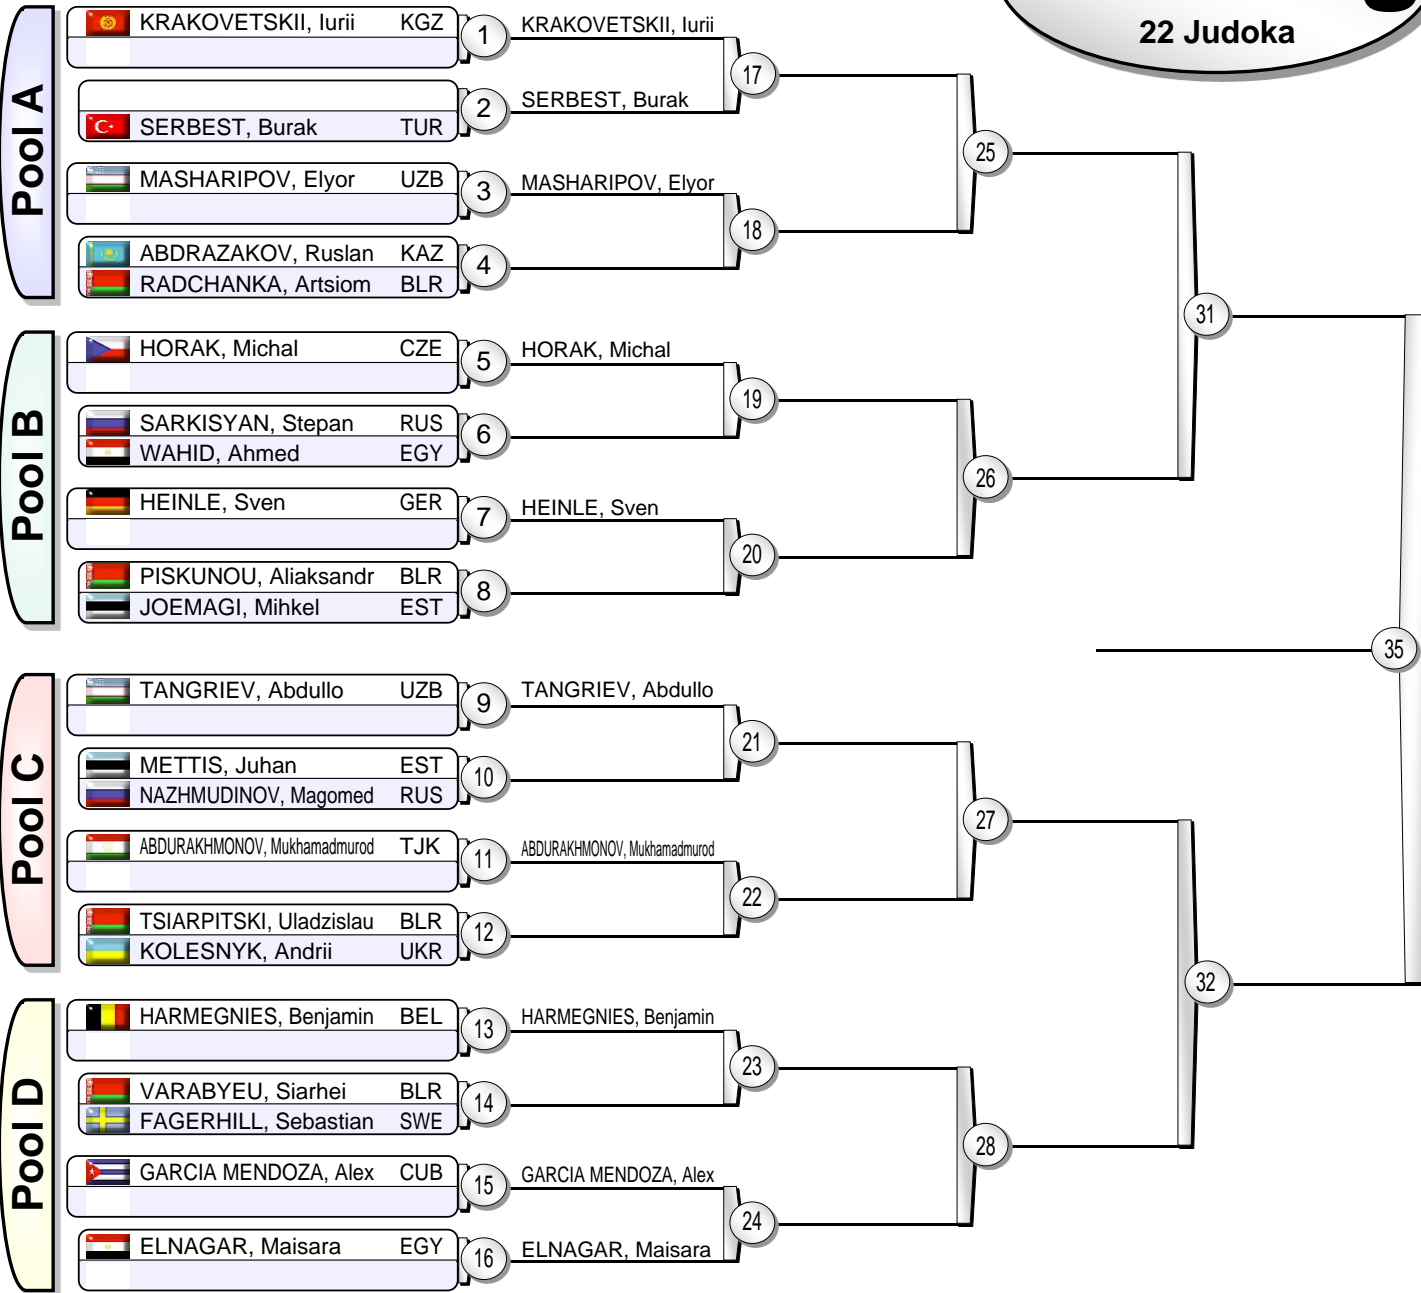 22 Judoka
Pool A
KRAKOVETSKII, Iurii KGZ
1
KRAKOVETSKII, Iurii
17
2
SERBEST, Burak
SERBEST, Burak TUR
25
MASHARIPOV, Elyor UZB
3
MASHARIPOV, Elyor
18
ABDRAZAKOV, Ruslan KAZ
4
RADCHANKA, Artsiom BLR
31
Pool B
HORAK, Michal CZE
5
HORAK, Michal
19
SARKISYAN, Stepan RUS
6
WAHID, Ahmed EGY
26
HEINLE, Sven GER
7
HEINLE, Sven
20
PISKUNOU, Aliaksandr BLR
8
JOEMAGI, Mihkel EST
35
Pool C
TANGRIEV, Abdullo UZB
9
TANGRIEV, Abdullo
21
METTIS, Juhan EST
10
NAZHMUDINOV, Magomed RUS
27
ABDURAKHMONOV, Mukhamadmurod TJK
11
ABDURAKHMONOV, Mukhamadmurod
22
TSIARPITSKI, Uladzislau BLR
12
KOLESNYK, Andrii UKR
32
Pool D
HARMEGNIES, Benjamin BEL
13
HARMEGNIES, Benjamin
23
VARABYEU, Siarhei BLR
14
FAGERHILL, Sebastian SWE
28
GARCIA MENDOZA, Alex CUB
15
GARCIA MENDOZA, Alex
24
ELNAGAR, Maisara EGY
16
ELNAGAR, Maisara